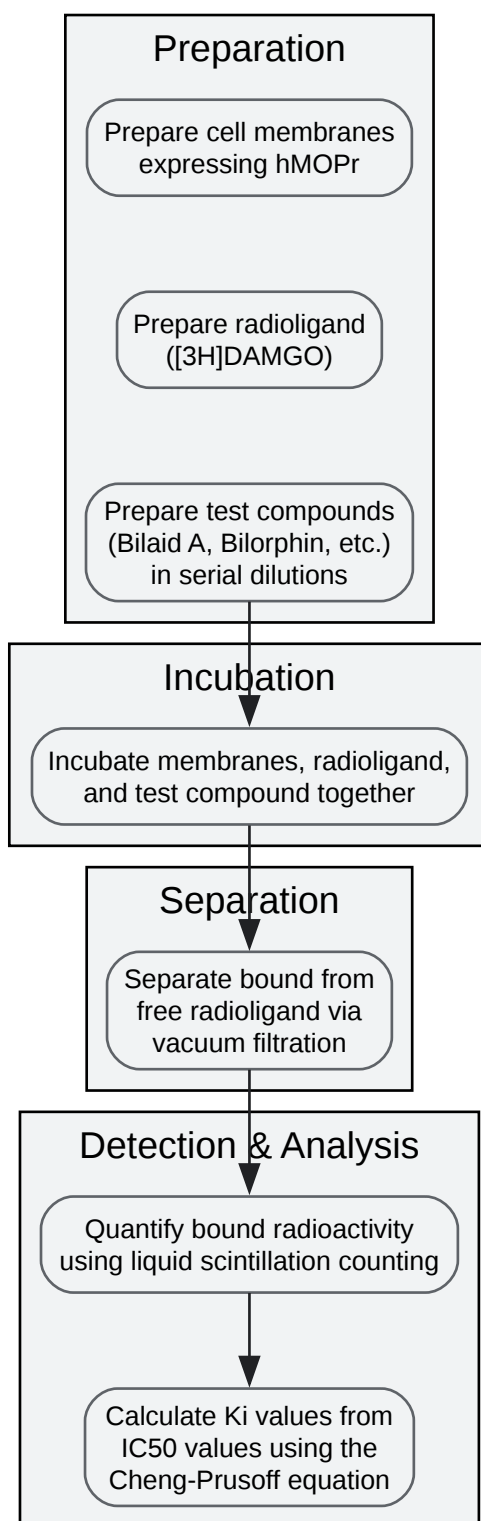 Preparation
Prepare cell membranes
expressing hMOPr
Prepare radioligand
([3H]DAMGO)
Prepare test compounds
(Bilaid A, Bilorphin, etc.)
in serial dilutions
Incubation
Incubate membranes, radioligand,
and test compound together
Separation
Separate bound from
free radioligand via
vacuum filtration
Detection & Analysis
Quantify bound radioactivity
using liquid scintillation counting
Calculate Ki values from
IC50 values using the
Cheng-Prusoff equation